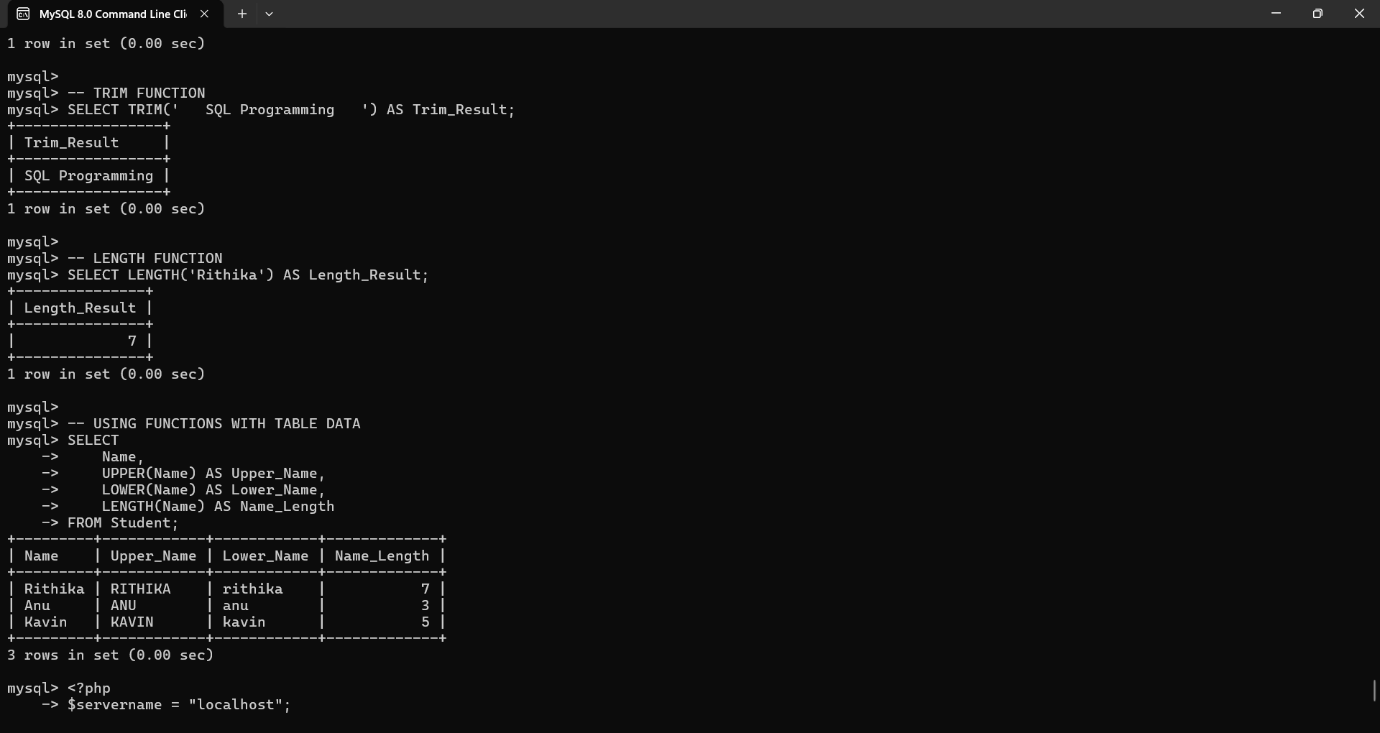 MySQL 8.0 Command Line Cli
1 row in set (0.00 sec)
mysql>
mysql> -- TRIM FUNCTION
mysql> SELECT TRIM('   SQL Programming   ') AS Trim_Result;
+-----------------+
| Trim_Result     |
+-----------------+
| SQL Programming |
+-----------------+
1 row in set (0.00 sec)
mysql>
mysql> -- LENGTH FUNCTION
mysql> SELECT LENGTH('Rithika') AS Length_Result;
+---------------+
| Length_Result |
+---------------+
|             7 |
+---------------+
1 row in set (0.00 sec)
mysql>
mysql> -- USING FUNCTIONS WITH TABLE DATA
mysql> SELECT
    ->     Name,
    ->     UPPER(Name) AS Upper_Name,
    ->     LOWER(Name) AS Lower_Name,
    ->     LENGTH(Name) AS Name_Length
    -> FROM Student;
+---------+------------+------------+-------------+
| Name    | Upper_Name | Lower_Name | Name_Length |
+---------+------------+------------+-------------+
| Rithika | RITHIKA    | rithika    |           7 |
| Anu     | ANU        | anu        |           3 |
| Kavin   | KAVIN      | kavin      |           5 |
+---------+------------+------------+-------------+
3 rows in set (0.00 sec)
mysql> <?php
    -> $servername = "localhost";